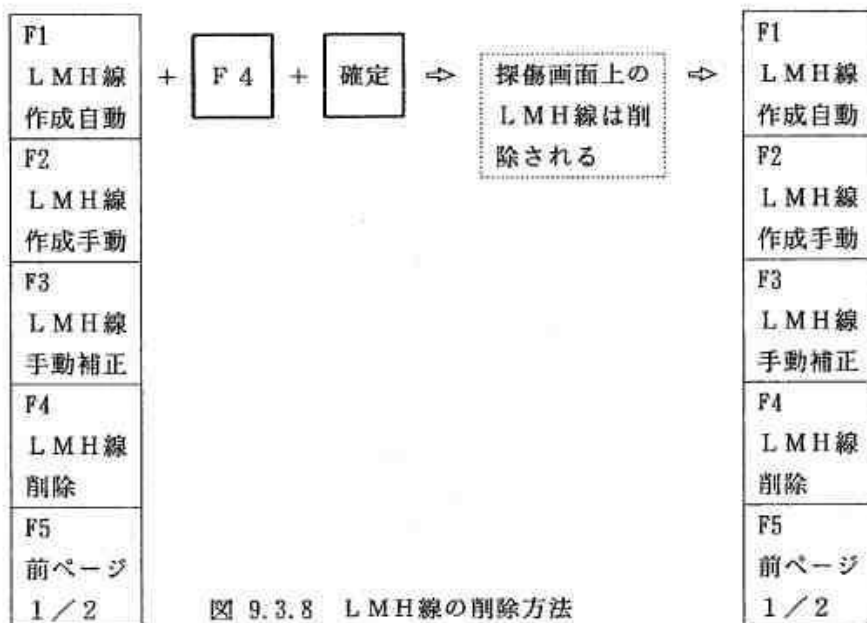 F1
LMH線
作成自動
F2
LMH線
作成手動
F3
LMH線
手動補正
F4
LMH線
削除
F5
前ページ
1/2
+
F4
+
確定
⇨
探傷画面上の
LMH線は削
除される
⇨
F1
LMH線
作成自動
F2
LMH線
作成手動
F3
LMH線
手動補正
F4
LMH線
削除
F5
前ページ
1/2
図 9.3.8 LMH線の削除方法